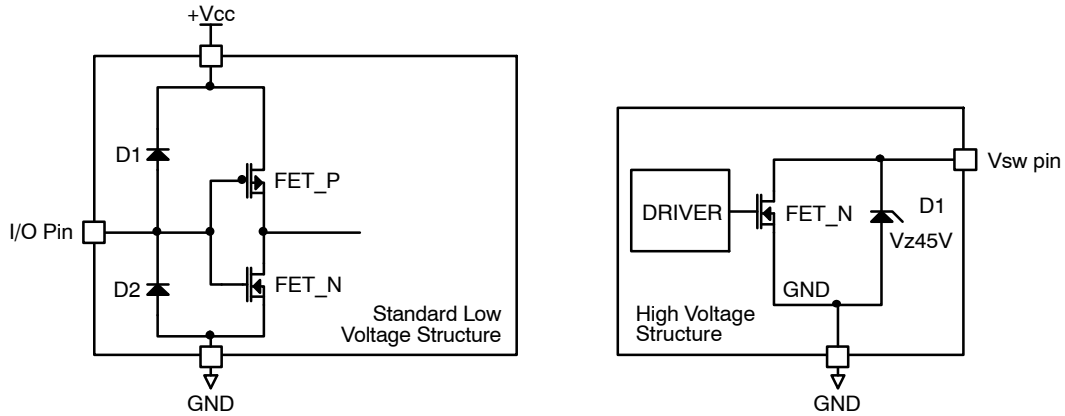 +Vcc
D1
FET_P
I/O Pin
D2
FET_N
Standard Low
Voltage Structure
GND
Vsw pin
DRIVER
FET_N
D1
Vz45V
GND
High Voltage
Structure
GND